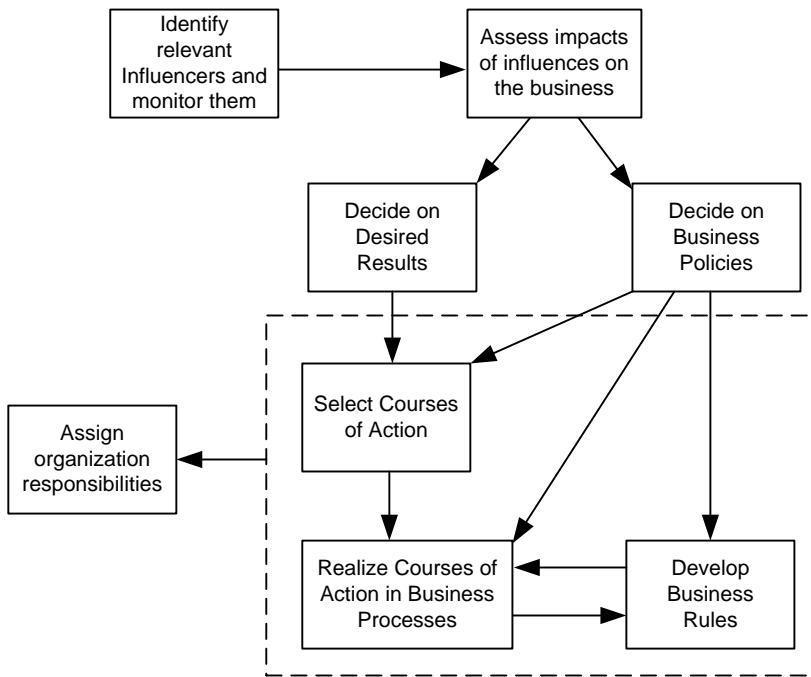 Identify
relevant
Influencers and
monitor them
Assess impacts
of influences on
the business
Decide on
Desired
Results
Decide on
Business
Policies
Select Courses
of Action
Assign
organization
responsibilities
Realize Courses of
Action in Business
Processes
Develop
Business
Rules